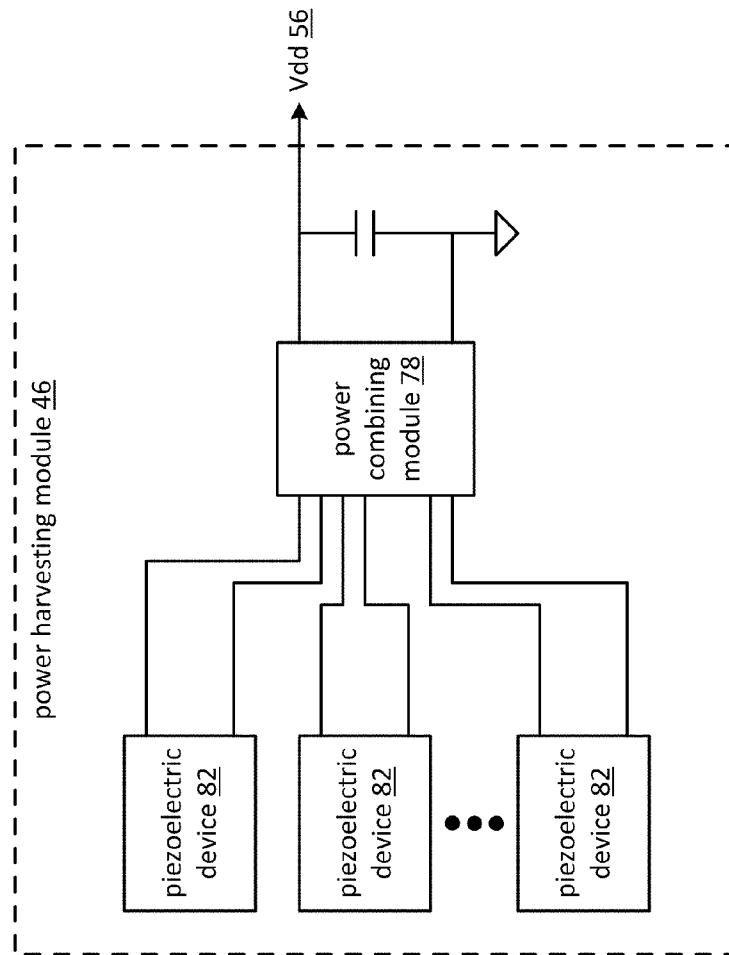 power harvesting module 46
piezoelectric
device 82
piezoelectric
device 82
piezoelectric
device 82
power
combining
module 78
Vdd 56